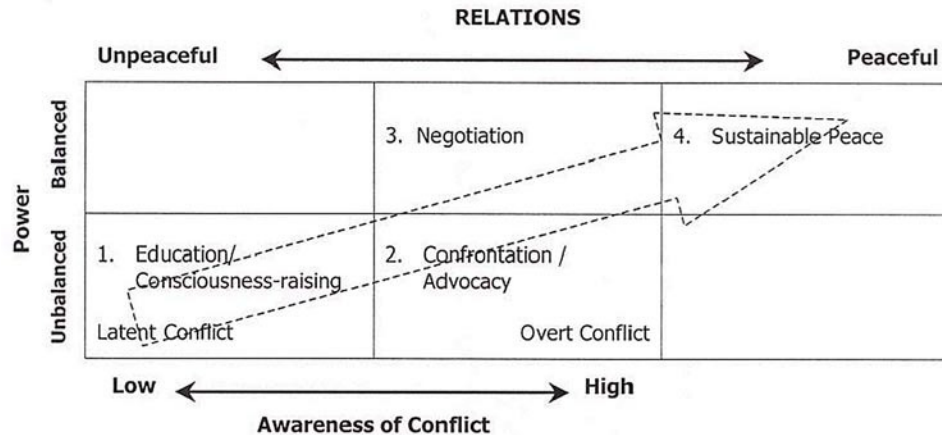 RELATIONS
Unpeaceful Peaceful
Balanced
3. Negotiation
4. Sustainable Peace
Power
Unbalanced
1. Education/
Consciousness-raising
2. Confrontation /
Advocacy
Latent Conflict
Overt Conflict
Low High
Awareness of Conflict